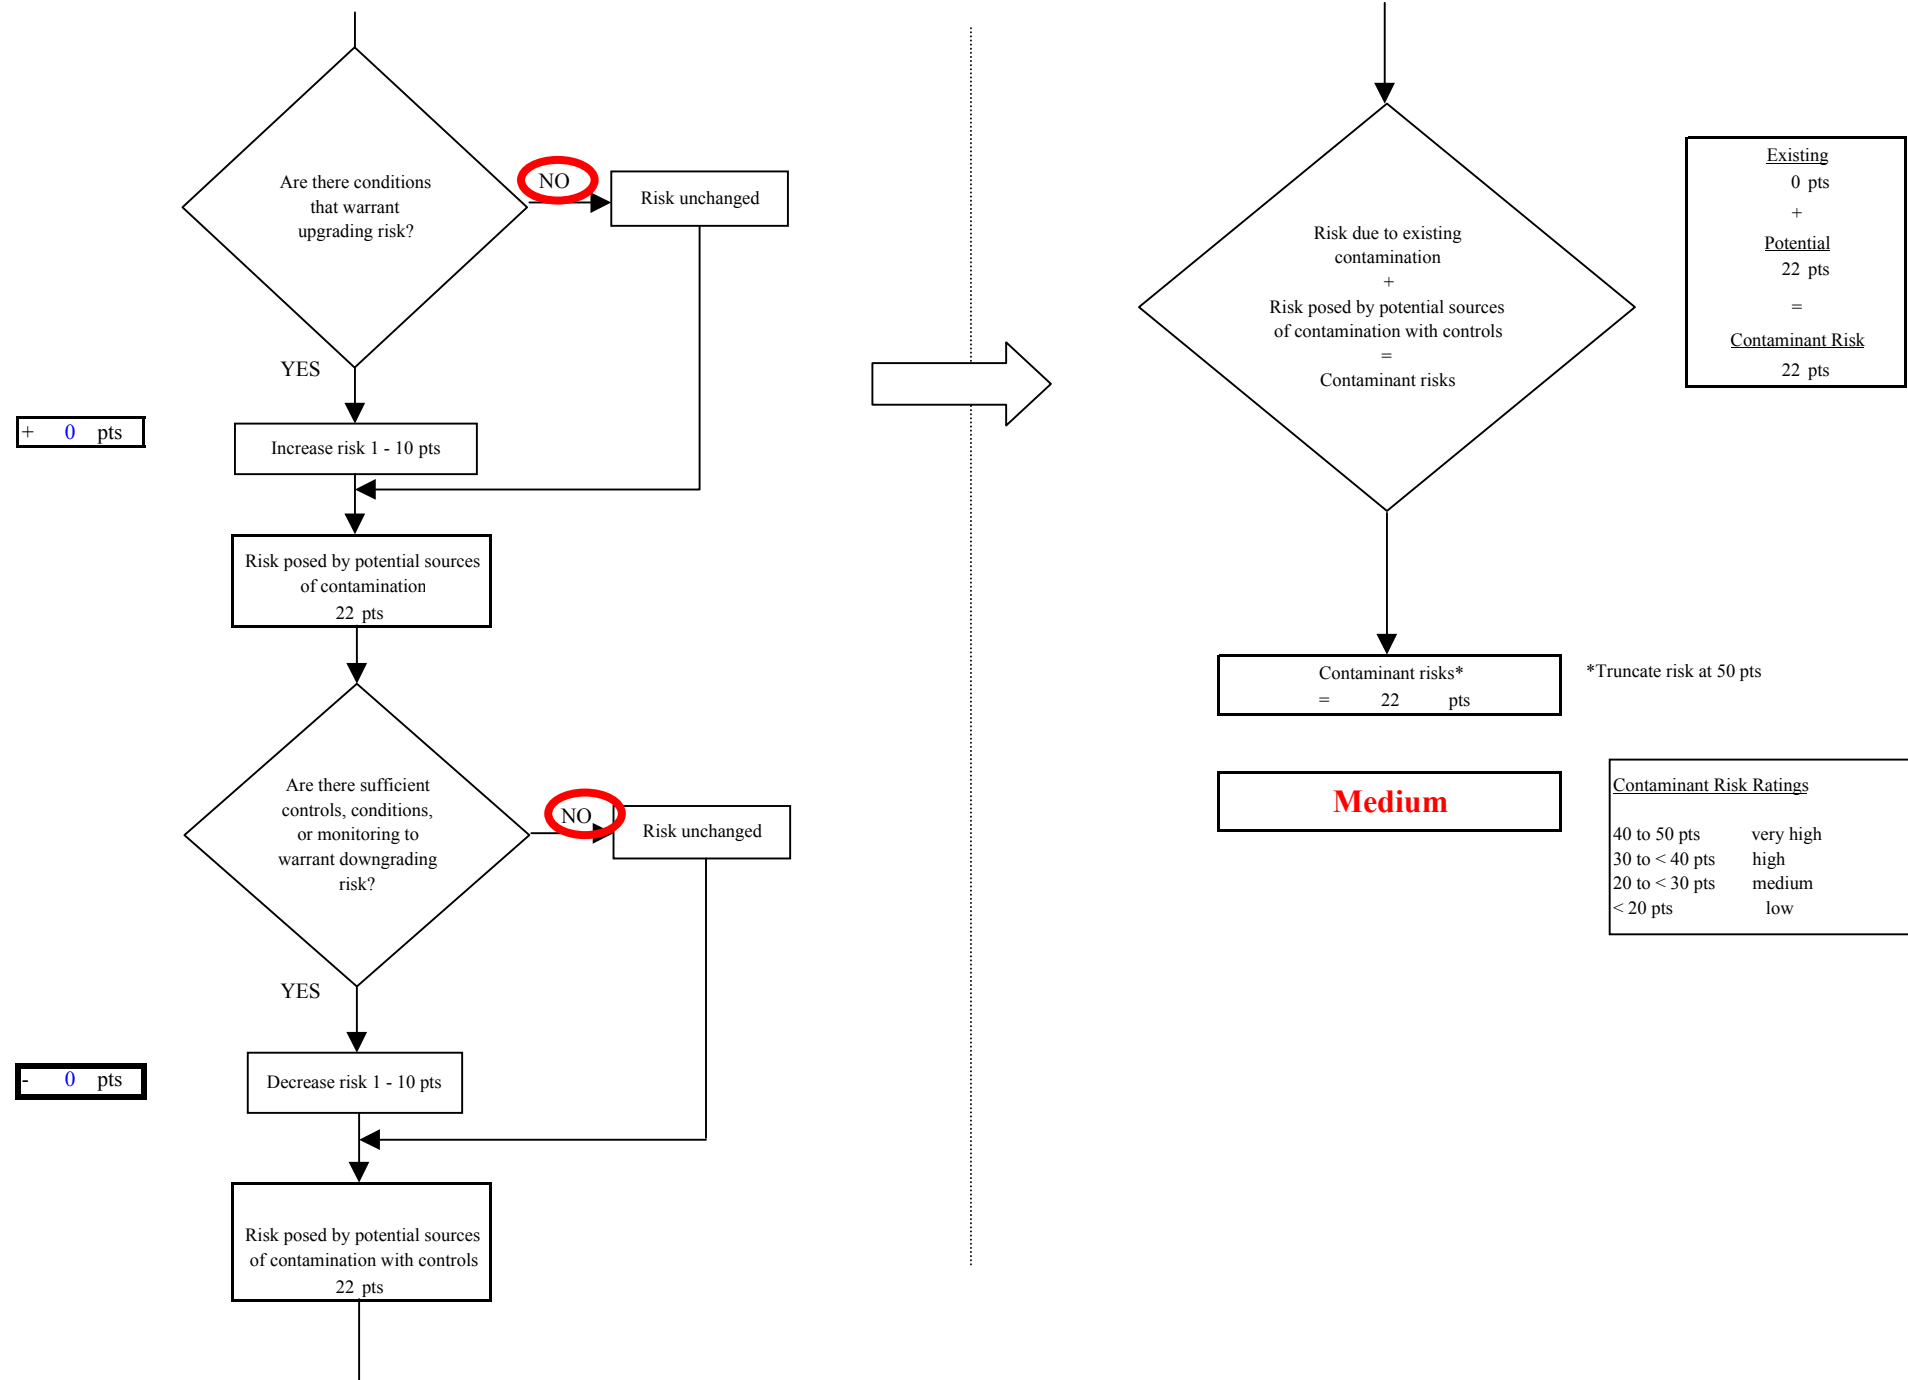 Are there conditions
that warrant
upgrading risk?
NO
Risk unchanged
YES
+ 0 pts
Increase risk 1 - 10 pts
Risk posed by potential sources
of contamination
22 pts
Are there sufficient
controls, conditions,
or monitoring to
warrant downgrading
risk?
NO
Risk unchanged
YES
- 0 pts
Decrease risk 1 - 10 pts
Risk posed by potential sources
of contamination with controls
22 pts
Risk due to existing
contamination
+
Risk posed by potential sources
of contamination with controls
=
Contaminant risks
Existing
0 pts
+
Potential
22 pts
=
Contaminant Risk
22 pts
Contaminant risks*
= 22 pts
*Truncate risk at 50 pts
Medium
Contaminant Risk Ratings
40 to 50 pts very high
30 to < 40 pts high
20 to < 30 pts medium
< 20 pts low